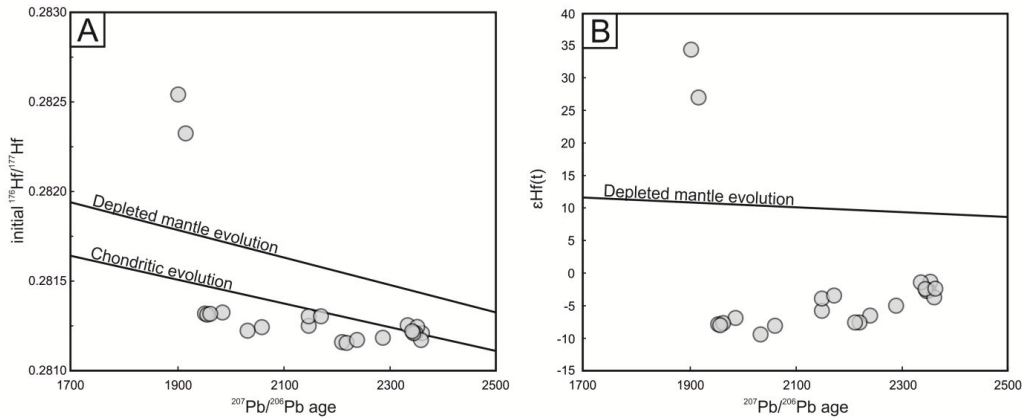 A
0.2830
0.2825
0.2820
0.2815
0.2810
initial ¹⁷⁶Hf/¹⁷⁷Hf
Depleted mantle evolution
Chondritic evolution
1700 1900 2100 2300 2500
²⁰⁷Pb/²⁰⁶Pb age
B
40
35
30
25
20
15
10
5
0
-5
-10
-15
εHf(t)
Depleted mantle evolution
1700 1900 2100 2300 2500
²⁰⁷Pb/²⁰⁶Pb age